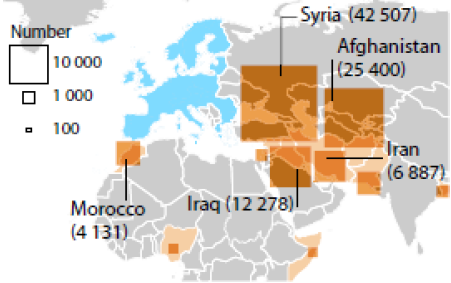 Number
10 000
1 000
100
Syria (42 507)
Afghanistan
(25 400)
Iran
(6 887)
Iraq (12 278)
Morocco
(4 131)